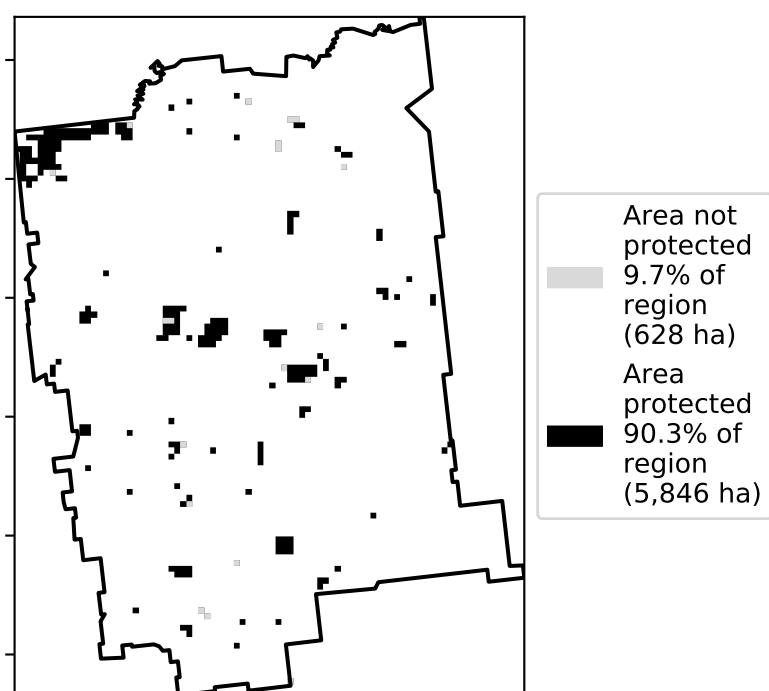 Area not
protected
9.7% of
region
(628 ha)
Area
protected
90.3% of
region
(5,846 ha)